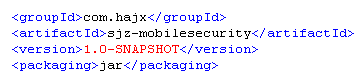 <groupId>com.hajx</groupId>
<artifactId>sjz-mobilesecurity</artifactId>
<version>1.0-SNAPSHOT</version>
<packaging>jar</packaging>